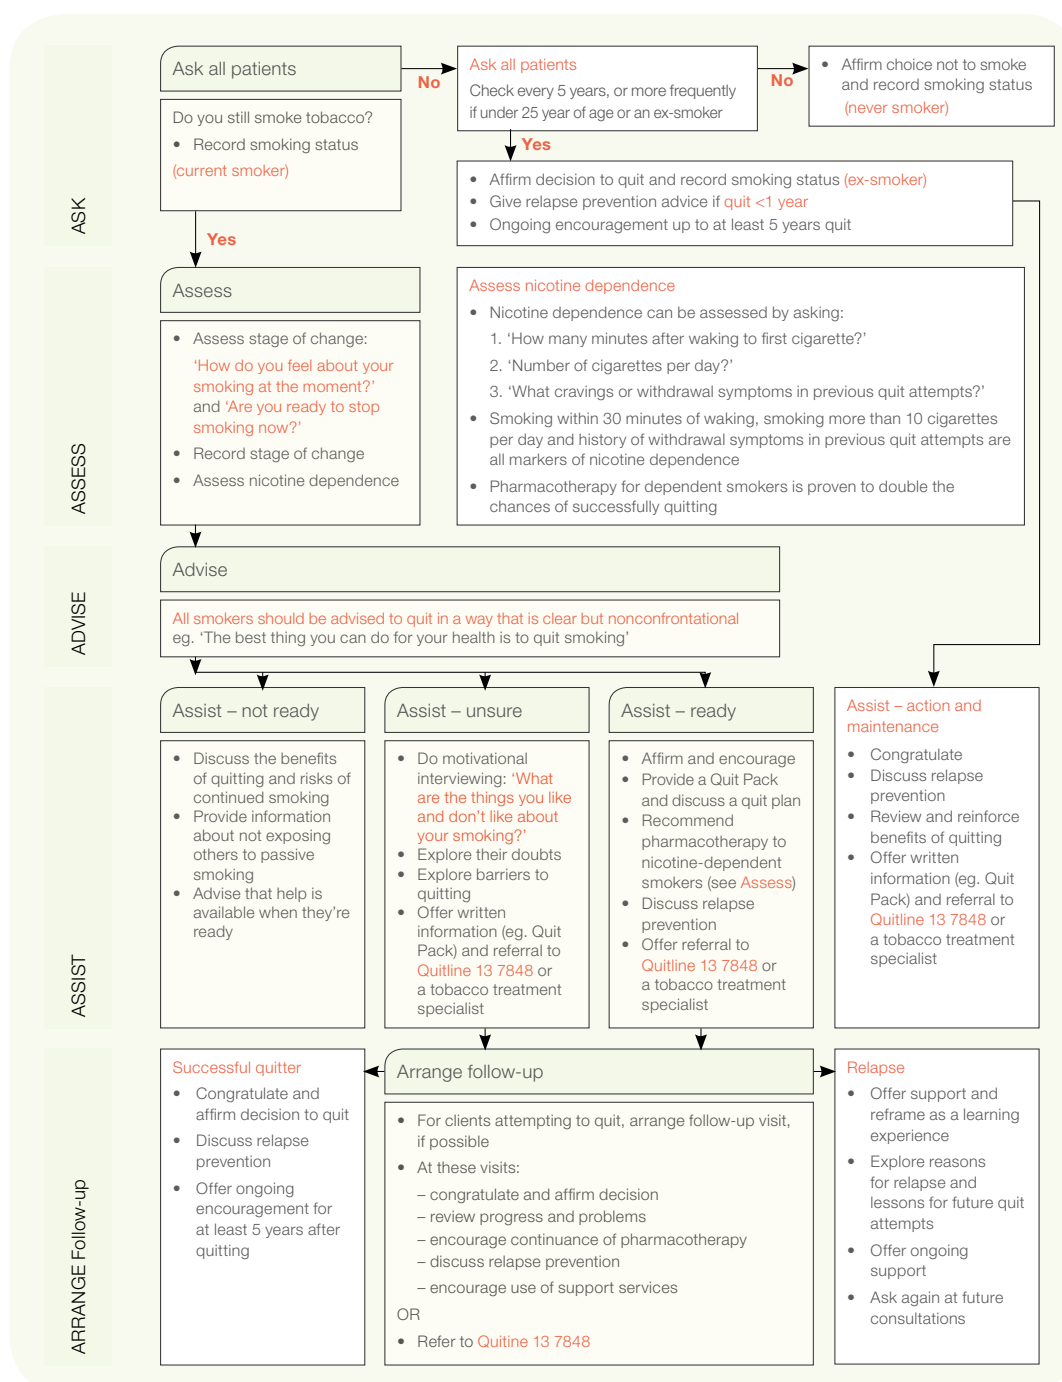 ASK
Ask all patients
Do you still smoke tobacco?
• Record smoking status
(current smoker)
No
Ask all patients
Check every 5 years, or more frequently
if under 25 year of age or an ex-smoker
No
• Affirm choice not to smoke
and record smoking status
(never smoker)
Yes
• Affirm decision to quit and record smoking status (ex-smoker)
• Give relapse prevention advice if quit <1 year
• Ongoing encouragement up to at least 5 years quit
Yes
ASSESS
Assess
• Assess stage of change:
‘How do you feel about your
smoking at the moment?’
and ‘Are you ready to stop
smoking now?’
• Record stage of change
• Assess nicotine dependence
Assess nicotine dependence
• Nicotine dependence can be assessed by asking:
1. ‘How many minutes after waking to first cigarette?’
2. ‘Number of cigarettes per day?’
3. ‘What cravings or withdrawal symptoms in previous quit attempts?’
• Smoking within 30 minutes of waking, smoking more than 10 cigarettes
per day and history of withdrawal symptoms in previous quit attempts are
all markers of nicotine dependence
• Pharmacotherapy for dependent smokers is proven to double the
chances of successfully quitting
ADVISE
Advise
All smokers should be advised to quit in a way that is clear but nonconfrontational
eg. ‘The best thing you can do for your health is to quit smoking’
ASSIST
Assist – not ready
• Discuss the benefits
of quitting and risks of
continued smoking
• Provide information
about not exposing
others to passive
smoking
• Advise that help is
available when they’re
ready
Assist – unsure
• Do motivational
interviewing: ‘What
are the things you like
and don’t like about
your smoking?’
• Explore their doubts
• Explore barriers to
quitting
• Offer written
information (eg. Quit
Pack) and referral to
Quitline 13 7848 or
a tobacco treatment
specialist
Assist – ready
• Affirm and encourage
• Provide a Quit Pack
and discuss a quit plan
• Recommend
pharmacotherapy to
nicotine-dependent
smokers (see Assess)
• Discuss relapse
prevention
• Offer referral to
Quitline 13 7848 or
a tobacco treatment
specialist
Assist – action and
maintenance
• Congratulate
• Discuss relapse
prevention
• Review and reinforce
benefits of quitting
• Offer written
information (eg. Quit
Pack) and referral to
Quitline 13 7848 or
a tobacco treatment
specialist
ARRANGE Follow-up
Successful quitter
• Congratulate and
affirm decision to quit
• Discuss relapse
prevention
• Offer ongoing
encouragement for
at least 5 years after
quitting
Arrange follow-up
• For clients attempting to quit, arrange follow-up visit,
if possible
• At these visits:
– congratulate and affirm decision
– review progress and problems
– encourage continuance of pharmacotherapy
– discuss relapse prevention
– encourage use of support services
OR
• Refer to Quitine 13 7848
Relapse
• Offer support and
reframe as a learning
experience
• Explore reasons
for relapse and
lessons for future quit
attempts
• Offer ongoing
support
• Ask again at future
consultations